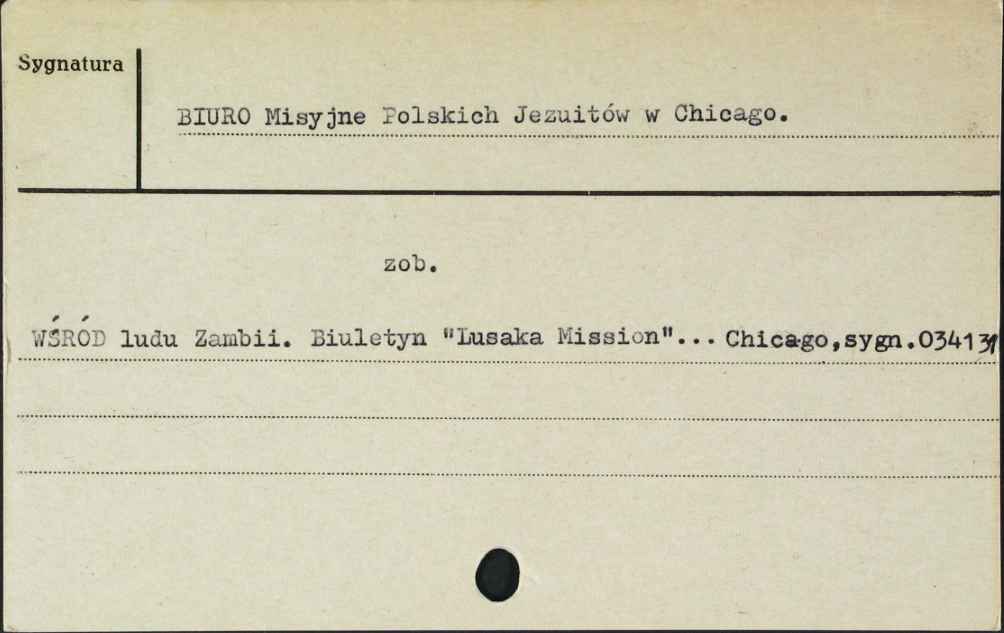 Sygnatura
BIURO Misyjne Polskich Jezuitów w Chicago.
zob.
WŚRÓD ludu Zambii. Biuletyn "Lusaka Mission"... Chicago,sygn.034131